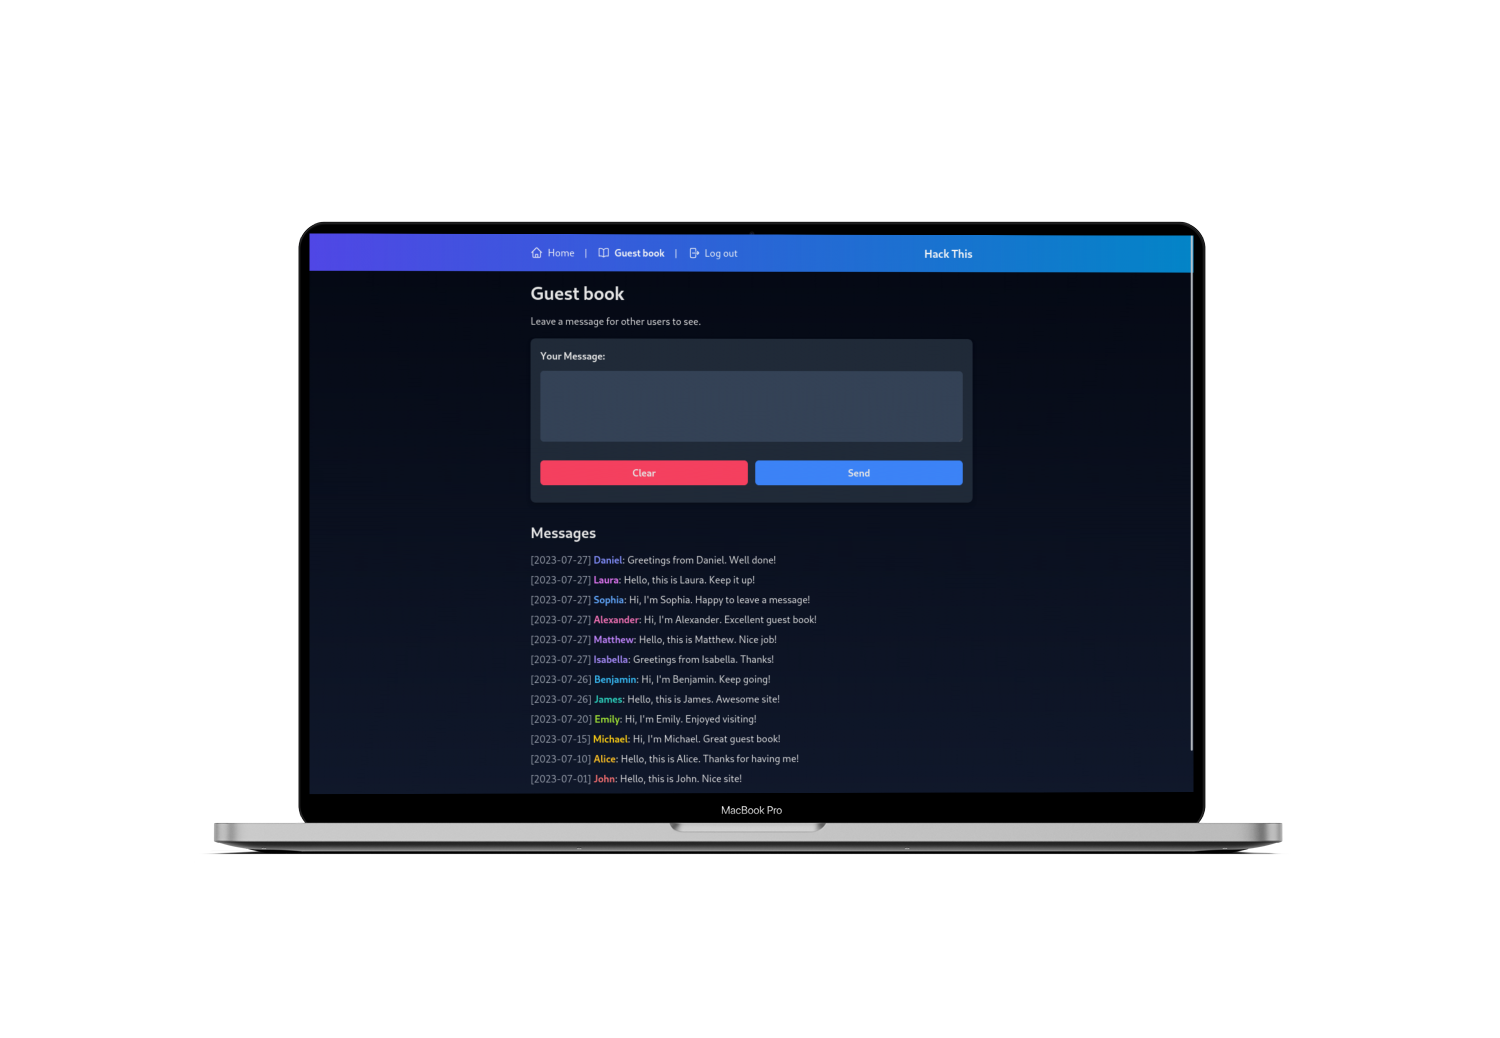 Home | Guest book | Log out Hack This
Guest book
Leave a message for other users to see.
Your Message:
Clear Send
Messages
[2023-07-27] Daniel: Greetings from Daniel. Well done!
[2023-07-27] Laura: Hello, this is Laura. Keep it up!
[2023-07-27] Sophia: Hi, I'm Sophia. Happy to leave a message!
[2023-07-27] Alexander: Hi, I'm Alexander. Excellent guest book!
[2023-07-27] Matthew: Hello, this is Matthew. Nice job!
[2023-07-27] Isabella: Greetings from Isabella. Thanks!
[2023-07-26] Benjamin: Hi, I'm Benjamin. Keep going!
[2023-07-26] James: Hello, this is James. Awesome site!
[2023-07-20] Emily: Hi, I'm Emily. Enjoyed visiting!
[2023-07-15] Michael: Hi, I'm Michael. Great guest book!
[2023-07-10] Alice: Hello, this is Alice. Thanks for having me!
[2023-07-01] John: Hello, this is John. Nice site!
MacBook Pro